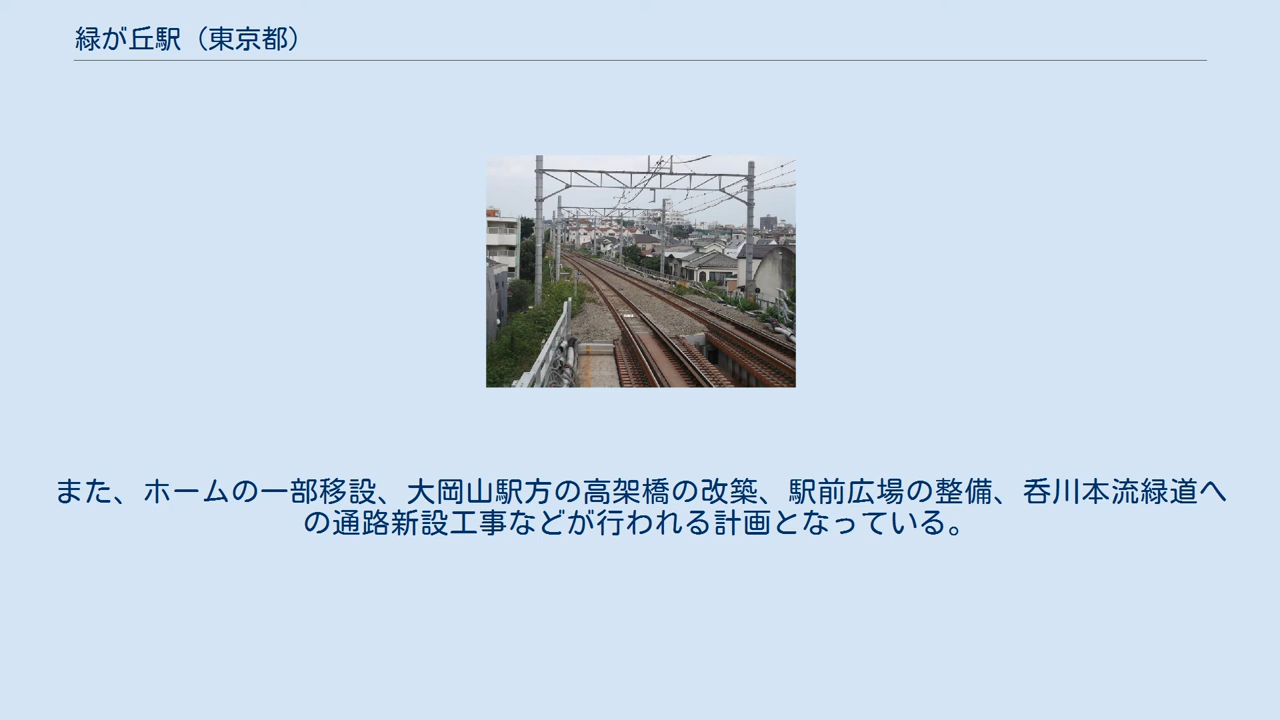 緑が丘駅（東京都）
また、ホームの一部移設、大岡山駅方の高架橋の改築、駅前広場の整備、呑川本流緑道へ
の通路新設工事などが行われる計画となっている。